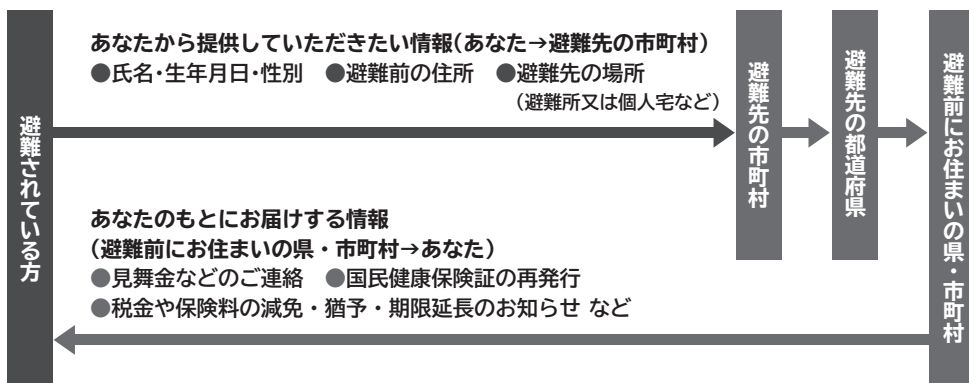 避難されている方
あなたから提供していただきたい情報(あなた→避難先の市町村)
●氏名・生年月日・性別　●避難前の住所　●避難先の場所
(避難所又は個人宅など)
避難先の市町村
避難先の都道府県
避難前にお住まいの県・市町村
あなたのもとにお届けする情報
(避難前にお住まいの県・市町村→あなた)
●見舞金などのご連絡　●国民健康保険証の再発行
●税金や保険料の減免・猶予・期限延長のお知らせ など